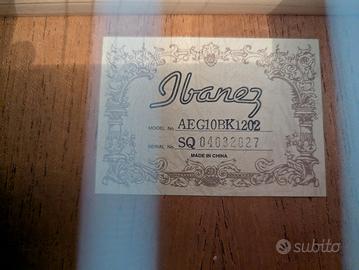 Ibanez
MODEL No. AEG10BK1202
SERIAL No. SQ 04032827
MADE IN CHINA
subito